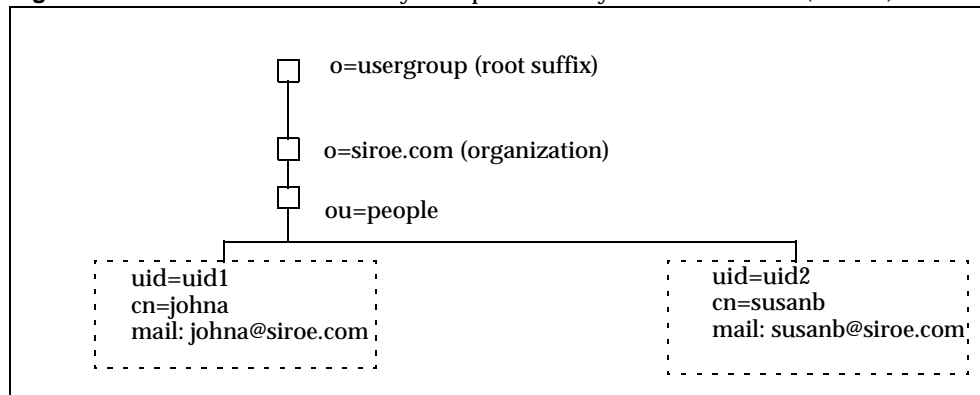 o=usergroup (root suffix)
o=siroe.com (organization)
ou=people
uid=uid1
cn=johna
mail: johna@siroe.com
uid=uid2
cn=susanb
mail: susanb@siroe.com